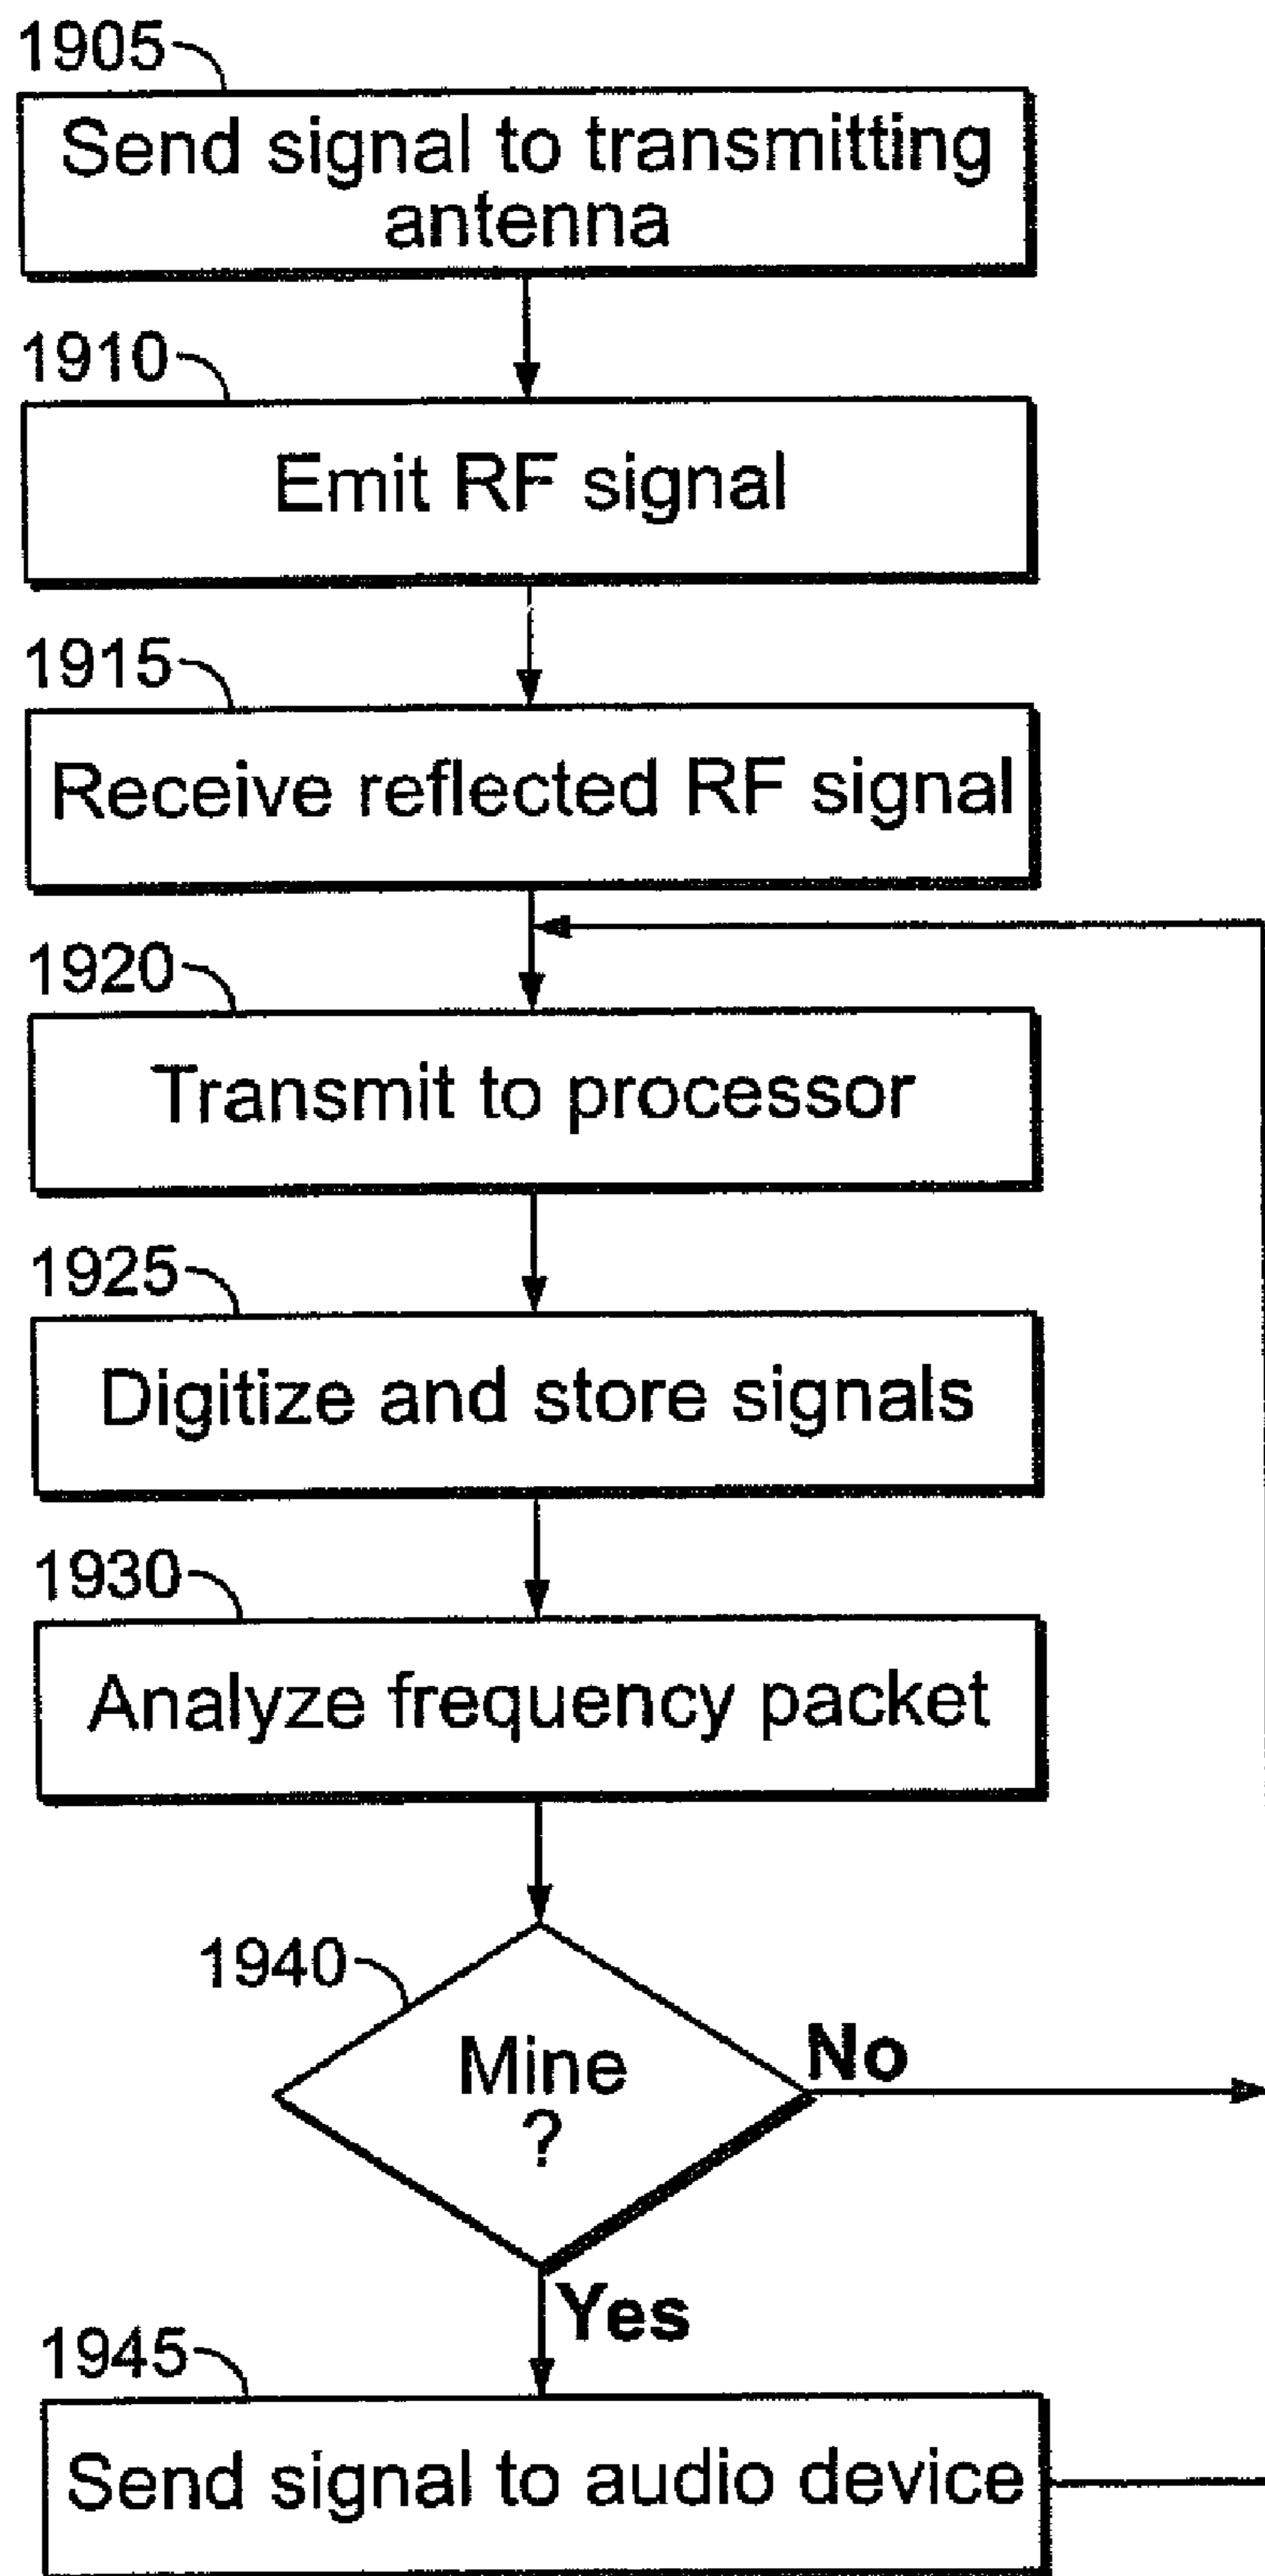 1905
Send signal to transmitting
antenna
1910
Emit RF signal
1915
Receive reflected RF signal
1920
Transmit to processor
1925
Digitize and store signals
1930
Analyze frequency packet
1940
Mine
?
No
Yes
1945
Send signal to audio device